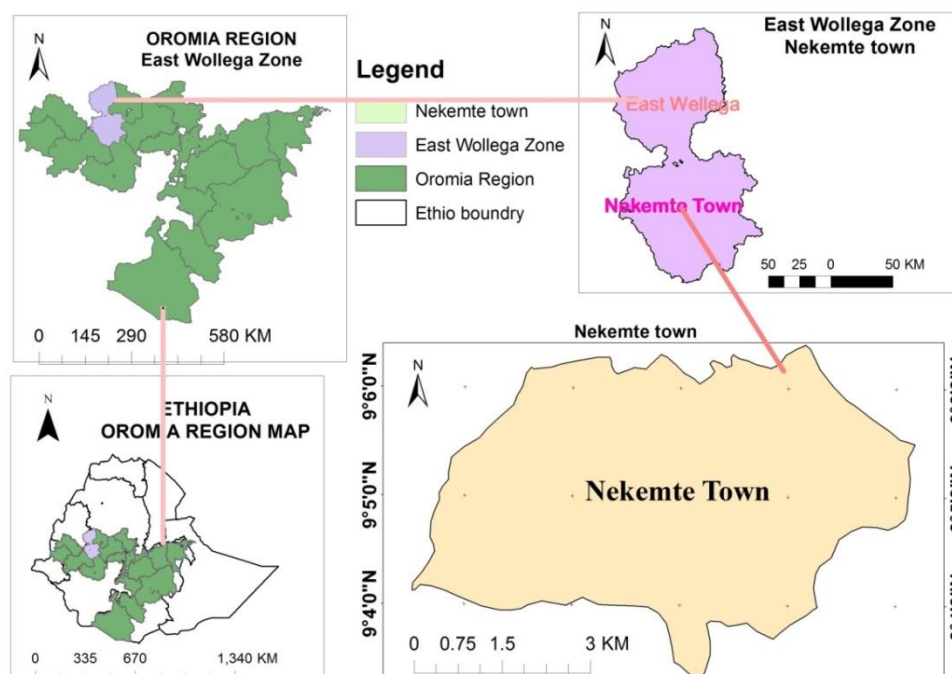 OROMIA REGION
East Wollega Zone
N
0 145 290 580 KM
Legend
Nekemte town
East Wollega Zone
Oromia Region
Ethio boundry
East Wollega Zone
Nekemte town
N
East Wellega
Nekemte Town
50 25 0 50 KM
N
ETHIOPIA
OROMIA REGION MAP
0 335 670 1,340 KM
Nekemte town
N
9°6'0"N
9°5'0"N
9°4'0"N
Nekemte Town
0 0.75 1.5 3 KM